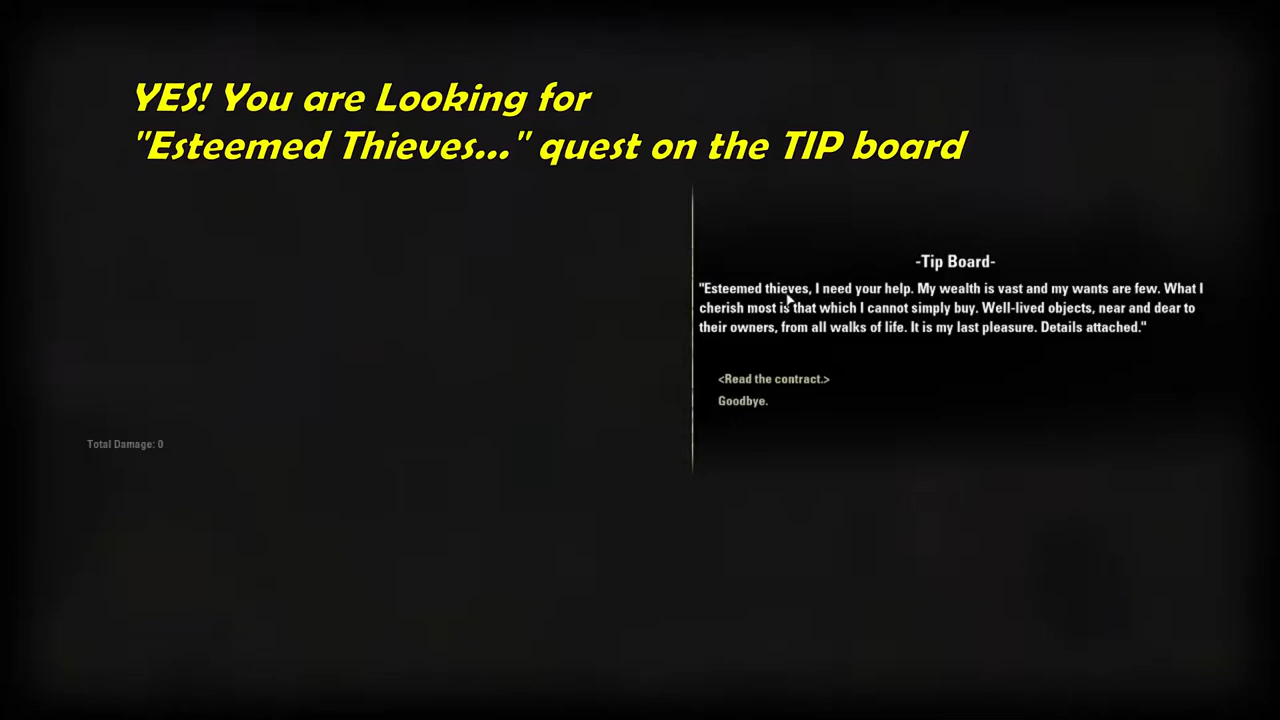 YES! You are Looking for
"Esteemed Thieves..." quest on the TIP board
-Tip Board-
"Esteemed thieves, I need your help. My wealth is vast and my wants are few. What I
cherish most is that which I cannot simply buy. Well-lived objects, near and dear to
their owners, from all walks of life. It is my last pleasure. Details attached."
<Read the contract.>
Goodbye.
Total Damage: 0